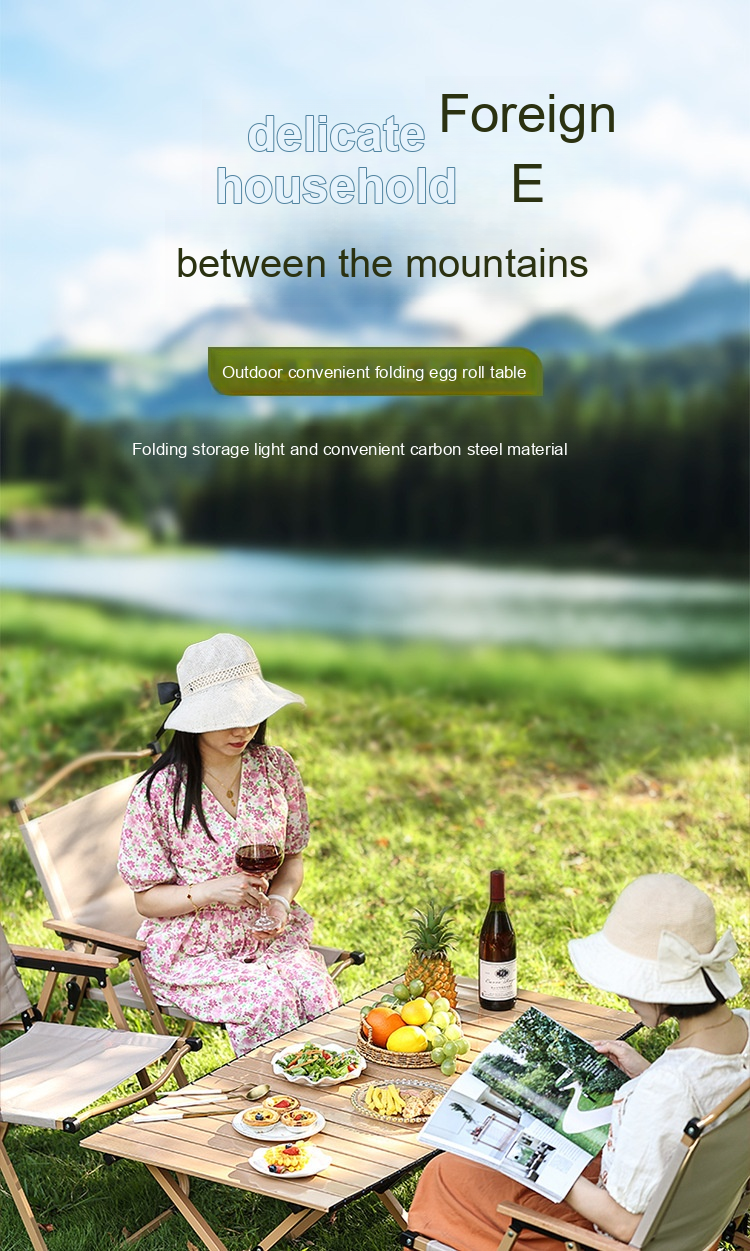 delicate Foreign
household E
between the mountains
Outdoor convenient folding egg roll table
Folding storage light and convenient carbon steel material